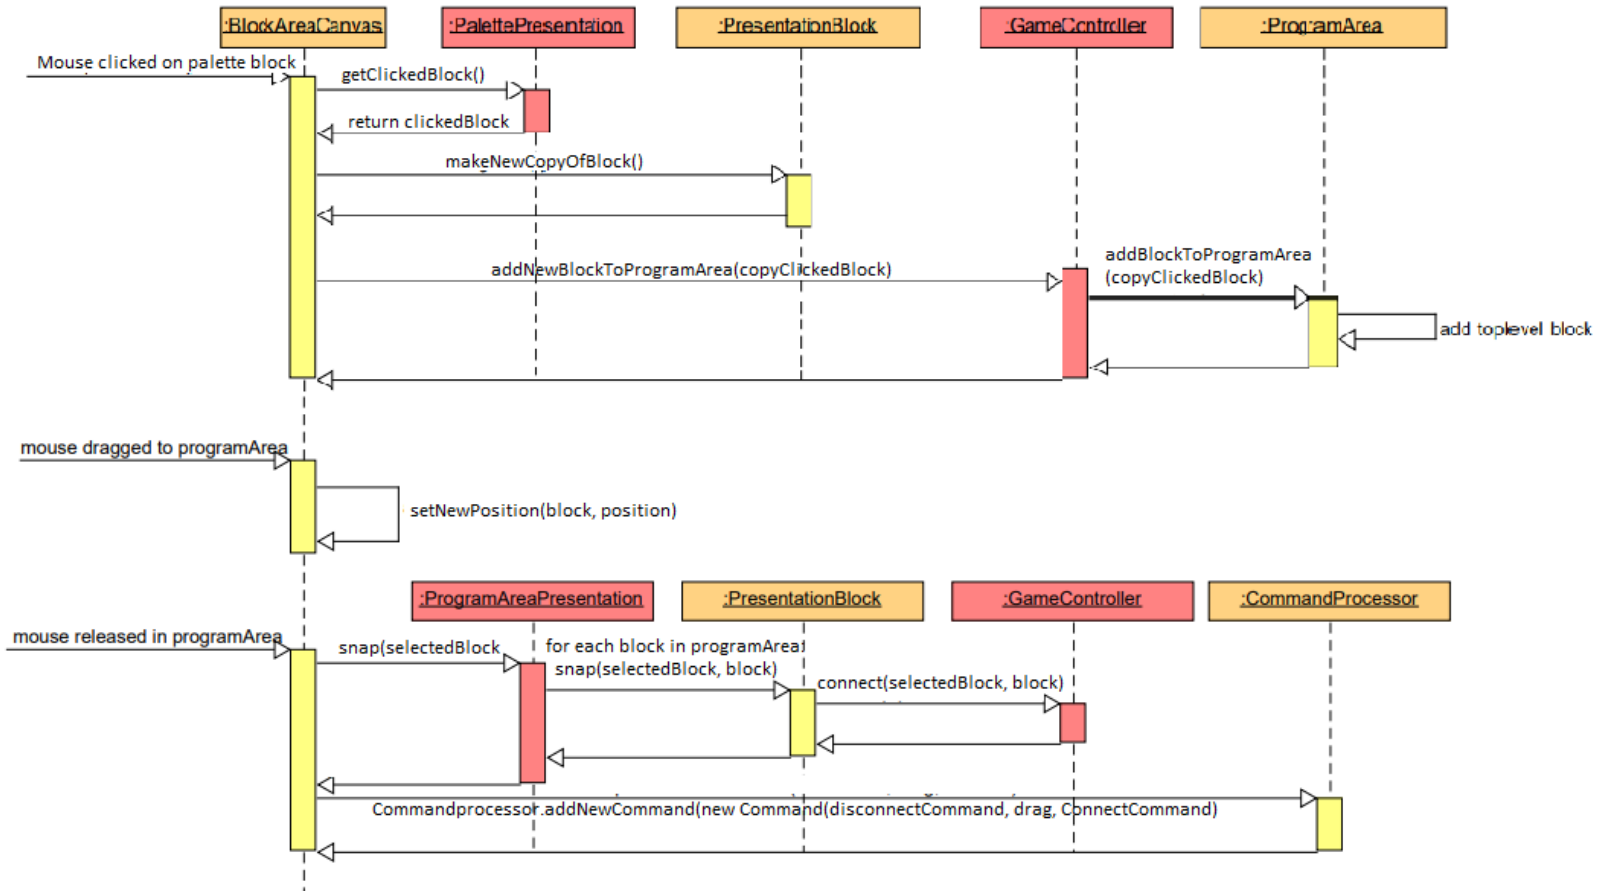 :BlockAreaCanvas :PalettePresentation :PresentationBlock :GameController :ProgramArea
Mouse clicked on palette block
getClickedBlock()
return clickedBlock
makeNewCopyOfBlock()
addBlockToProgramArea
(copyClickedBlock)
addNewBlockToProgramArea(copyClickedBlock)
add toplevel block
mouse dragged to programArea
setNewPosition(block, position)
:ProgramAreaPresentation :PresentationBlock :GameController :CommandProcessor
mouse released in programArea
snap(selectedBlock
for each block in programArea:
snap(selectedBlock, block)
connect(selectedBlock, block)
Commandprocessor.addNewCommand(new Command(disconnectCommand, drag, ConnectCommand)